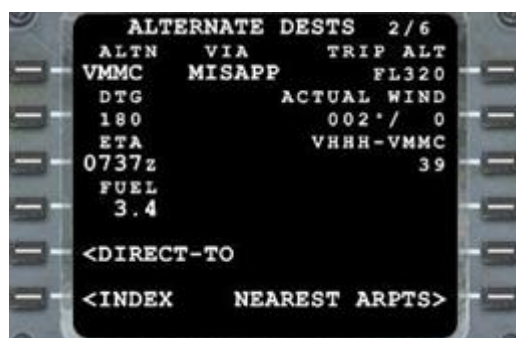 ALTERNATE DESTS 2/6
ALTN VIA TRIP ALT
VMMC MISAPP FL320
DTG ACTUAL WIND
180 002°/ 0
ETA VHHH-VMMC
0737z 39
FUEL
3.4
<DIRECT-TO
<INDEX NEAREST ARPTS>